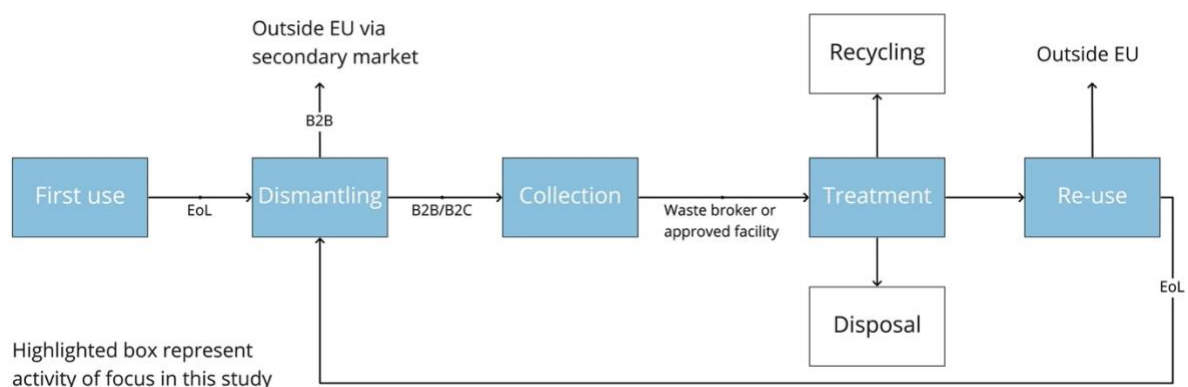 Outside EU via
secondary market
Recycling
Outside EU
B2B
First use
EoL
Dismantling
B2B/B2C
Collection
Waste broker or
approved facility
Treatment
Re-use
EoL
Disposal
Highlighted box represent
activity of focus in this study